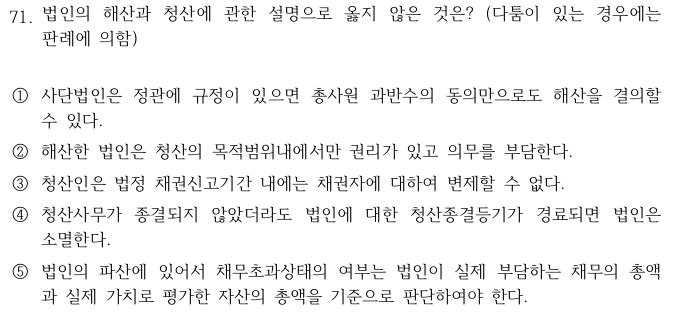 71. 법인의 해산과 청산에 관한 설명으로 옳지 않은 것은? (다툼이 있는 경우에는
판례에 의함)
① 사단법인은 정관에 규정이 있으면 총사원 과반수의 동의만으로도 해산을 결의할
수 있다.
② 해산한 법인은 청산의 목적범위내에서만 권리가 있고 의무를 부담한다.
③ 청산인은 법정 채권신고기간 내에는 채권자에 대하여 변제할 수 없다.
④ 청산사무가 종결되지 않았더라도 법인에 대한 청산종결등기가 경료되면 법인은
소멸한다.
⑤ 법인의 파산에 있어서 채무초과상태의 여부는 법인이 실제 부담하는 채무의 총액
과 실제 가치로 평가한 자산의 총액을 기준으로 판단하여야 한다.